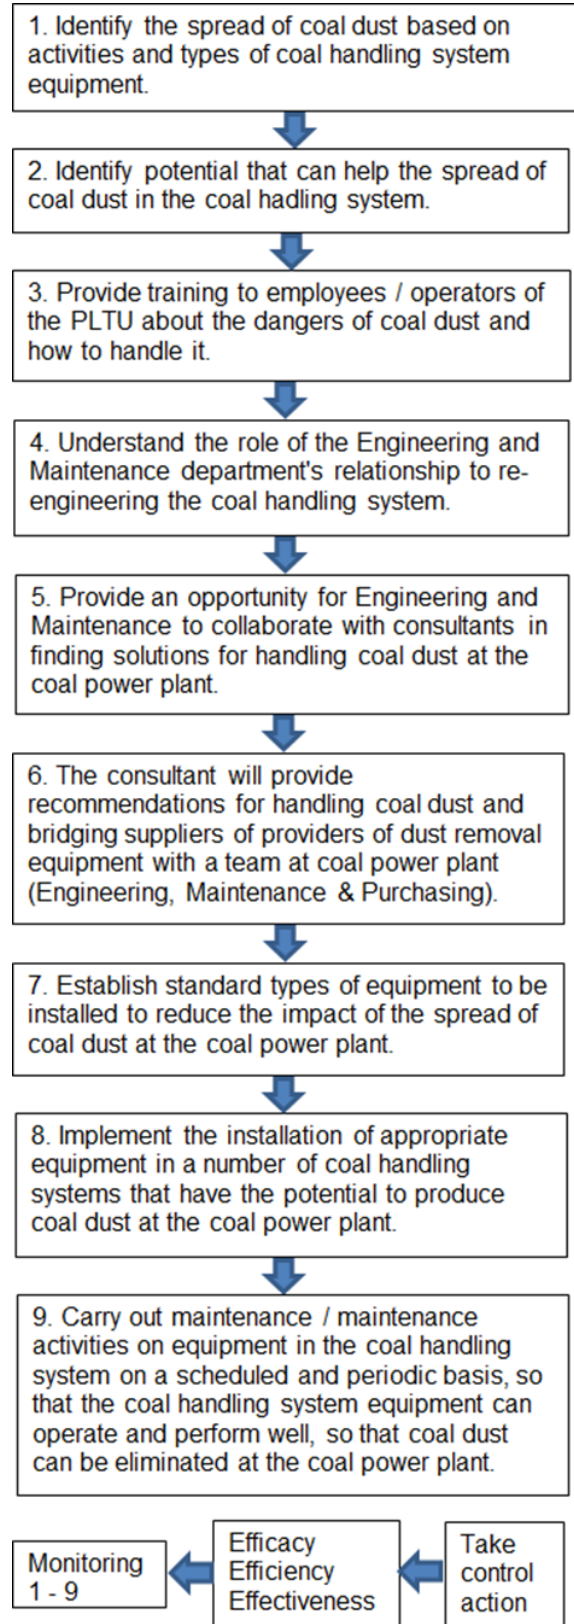 1. Identify the spread of coal dust based on
activities and types of coal handling system
equipment.
2. Identify potential that can help the spread of
coal dust in the coal hadling system.
3. Provide training to employees / operators of
the PLTU about the dangers of coal dust and
how to handle it.
4. Understand the role of the Engineering and
Maintenance department's relationship to re-
engineering the coal handling system.
5. Provide an opportunity for Engineering and
Maintenance to collaborate with consultants in
finding solutions for handling coal dust at the
coal power plant.
6. The consultant will provide
recommendations for handling coal dust and
bridging suppliers of providers of dust removal
equipment with a team at coal power plant
(Engineering, Maintenance & Purchasing).
7. Establish standard types of equipment to be
installed to reduce the impact of the spread of
coal dust at the coal power plant.
8. Implement the installation of appropriate
equipment in a number of coal handling
systems that have the potential to produce
coal dust at the coal power plant.
9. Carry out maintenance / maintenance
activities on equipment in the coal handling
system on a scheduled and periodic basis, so
that the coal handling system equipment can
operate and perform well, so that coal dust
can be eliminated at the coal power plant.
Monitoring
1 - 9
Efficacy
Efficiency
Effectiveness
Take
control
action